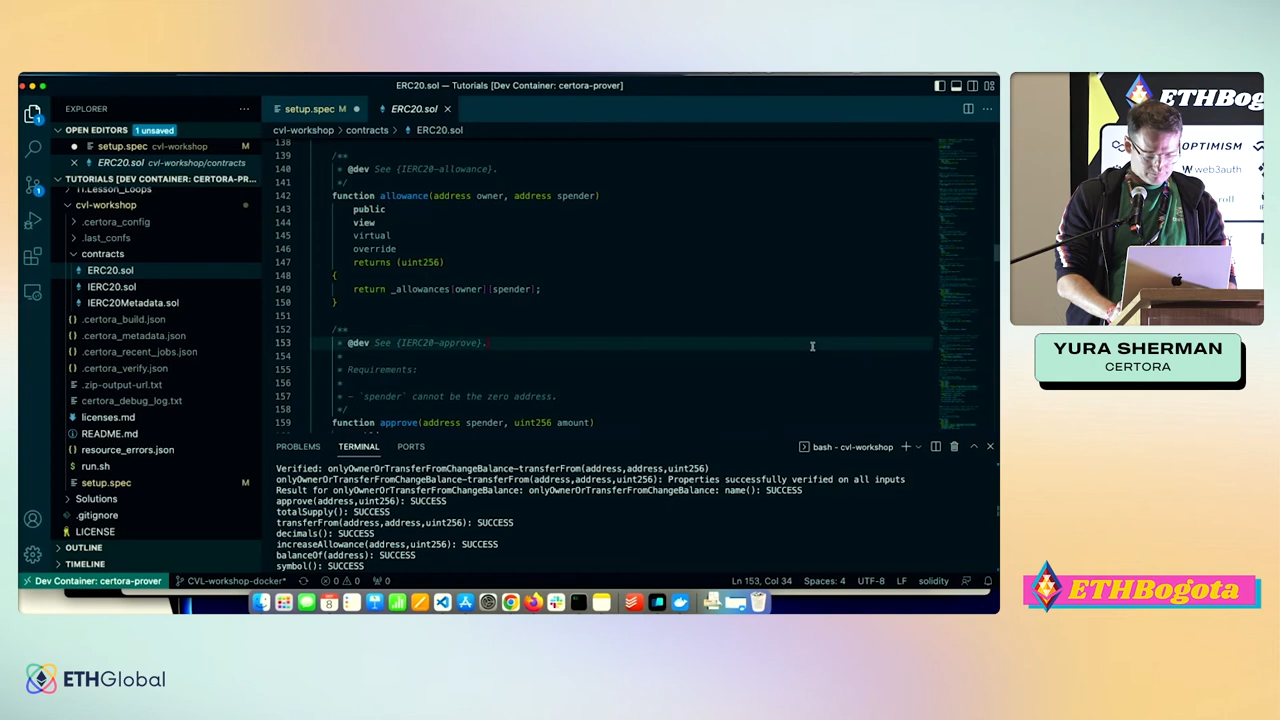 ERC20.sol — Tutorials [Dev Container: certora-prover]
EXPLORER
OPEN EDITORS 1 unsaved
setup.spec cvl-workshop M
ERC20.sol cvl-workshop/contracts
TUTORIALS [DEV CONTAINER: CERTORA-PR...
11.Lesson_Loops
cvl-workshop
.certora_config
.last_confs
contracts
ERC20.sol
IERC20.sol
IERC20Metadata.sol
.certora_build.json
.certora_metadata.json
.certora_recent_jobs.json
.certora_verify.json
.zip-output-url.txt
certora_debug_log.txt
licenses.md
README.md
resource_errors.json
run.sh
setup.spec M
Solutions
.gitignore
LICENSE
OUTLINE
TIMELINE
setup.spec M
ERC20.sol
cvl-workshop > contracts > ERC20.sol
138
139 /**
140 * @dev See {IERC20-allowance}.
141 */
142 function allowance(address owner, address spender)
143 public
144 view
145 virtual
146 override
147 returns (uint256)
148 {
149 return _allowances[owner][spender];
150 }
151
152 /**
153 * @dev See {IERC20-approve}.
154 *
155 * Requirements:
156 *
157 * - `spender` cannot be the zero address.
158 */
159 function approve(address spender, uint256 amount)
PROBLEMS TERMINAL PORTS
bash - cvl-workshop
Verified: onlyOwnerOrTransferFromChangeBalance-transferFrom(address,address,uint256)
onlyOwnerOrTransferFromChangeBalance-transferFrom(address,address,uint256): Properties successfully verified on all inputs
Result for onlyOwnerOrTransferFromChangeBalance: onlyOwnerOrTransferFromChangeBalance: name(): SUCCESS
approve(address,uint256): SUCCESS
totalSupply(): SUCCESS
transferFrom(address,address,uint256): SUCCESS
decimals(): SUCCESS
increaseAllowance(address,uint256): SUCCESS
balanceOf(address): SUCCESS
symbol(): SUCCESS
Dev Container: certora-prover
CVL-workshop-docker*
0 0
0
Ln 153, Col 34
Spaces: 4
UTF-8
LF
solidity
ETHBog
OPTIMISM
web3auth
YURA SHERMAN
CERTORA
ETHBogota
ETHGlobal